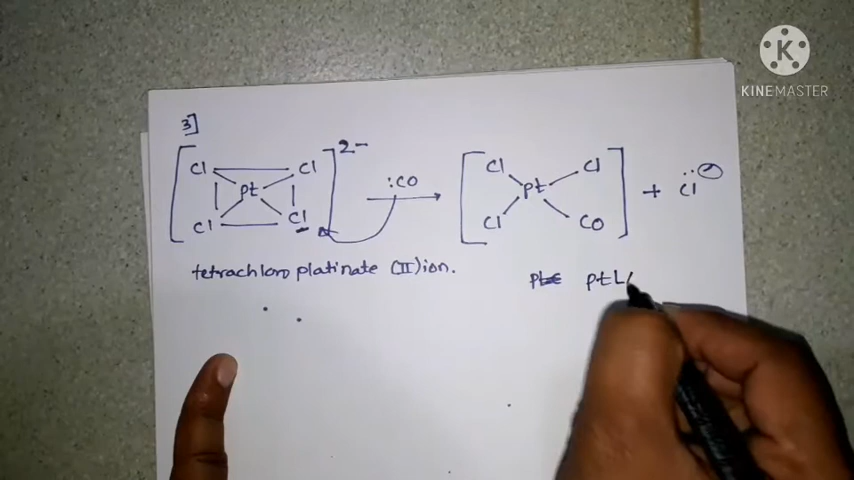 K
KINEMASTER
3]
[Cl Cl Pt Cl Cl]2- :CO → [Cl Cl Pt Cl CO] + Cl⊖
tetrachloro platinate (II) ion. ptL